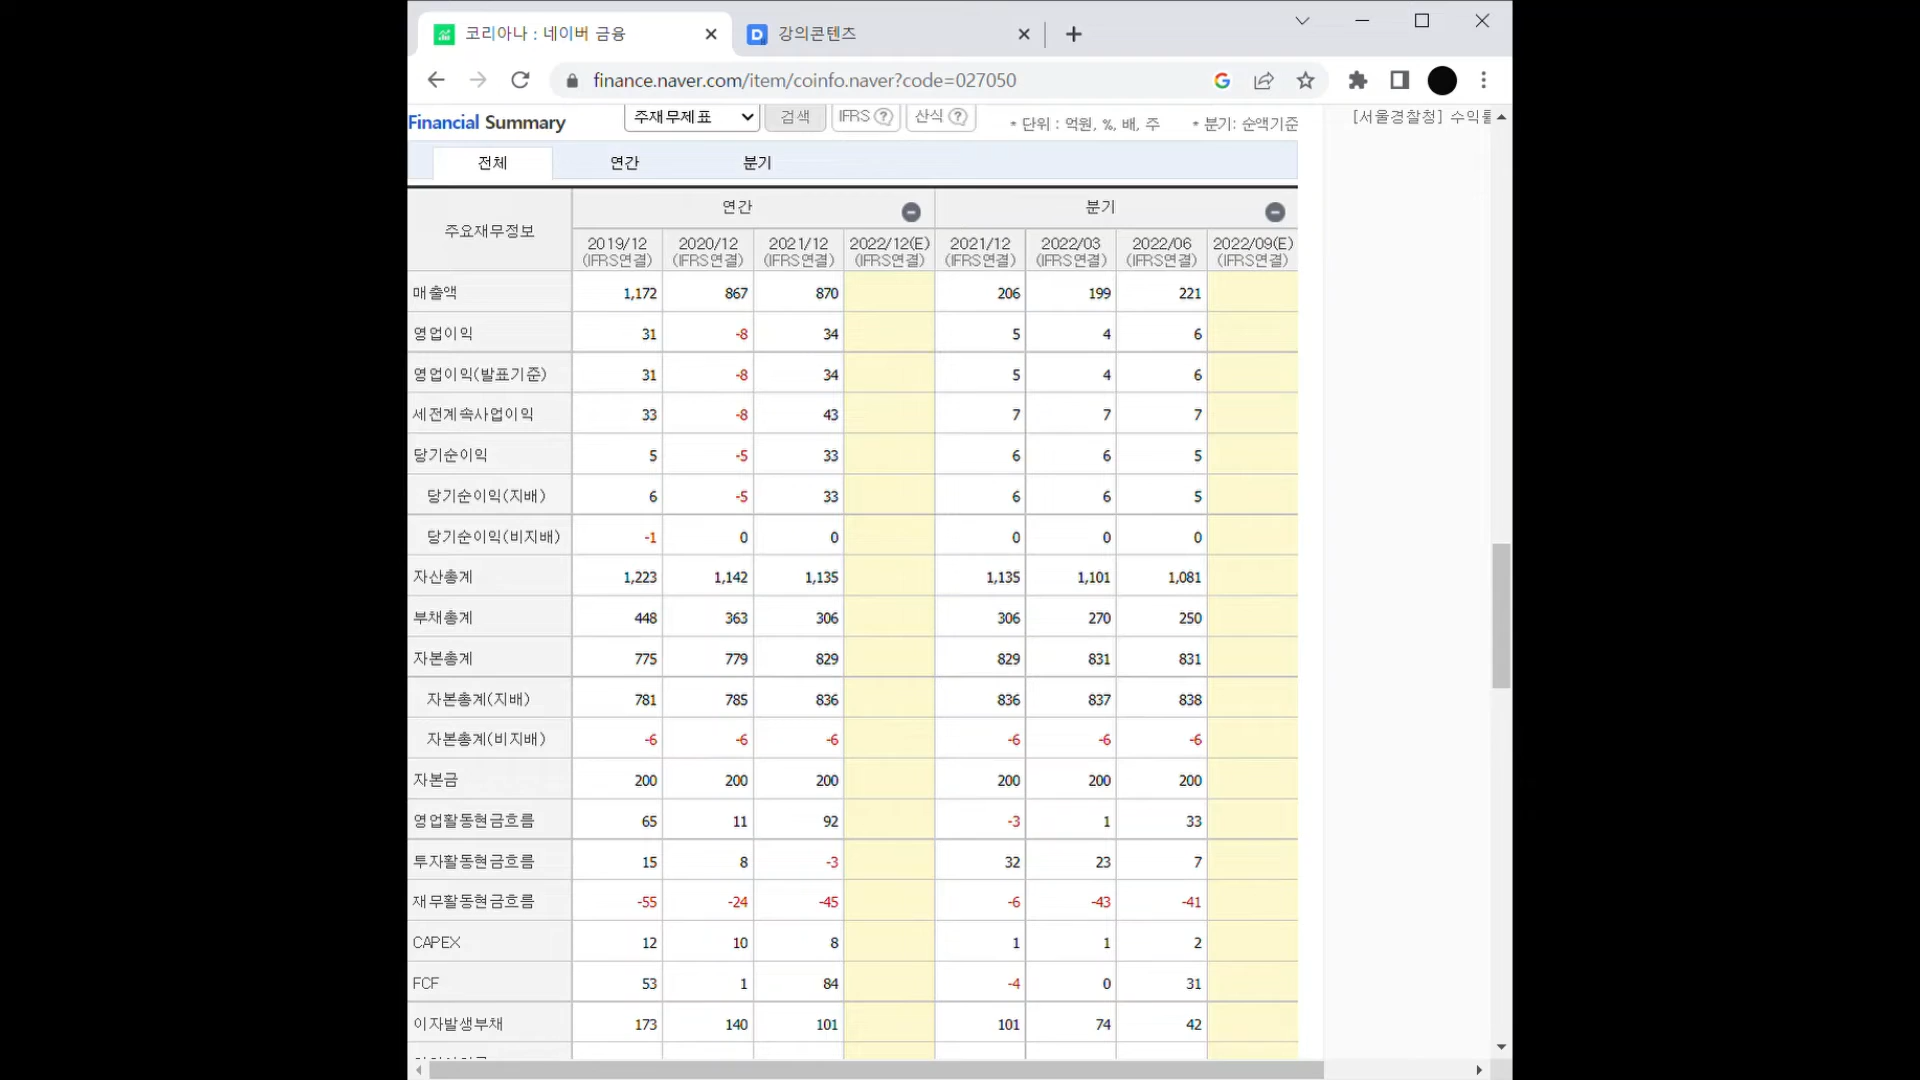 코리아나 : 네이버 금융
강의콘텐츠
finance.naver.com/item/coinfo.naver?code=027050
Financial Summary 주재무제표 검색 IFRS ? 산식 ? * 단위 : 억원, %, 배, 주 * 분기: 순액기준
[서울경찰청] 수익률
전체 연간 분기
주요재무정보 연간 분기
2019/12 2020/12 2021/12 2022/12(E) 2021/12 2022/03 2022/06 2022/09(E)
(IFRS연결) (IFRS연결) (IFRS연결) (IFRS연결) (IFRS연결) (IFRS연결) (IFRS연결) (IFRS연결)
매출액 1,172 867 870 206 199 221
영업이익 31 -8 34 5 4 6
영업이익(발표기준) 31 -8 34 5 4 6
세전계속사업이익 33 -8 43 7 7 7
당기순이익 5 -5 33 6 6 5
당기순이익(지배) 6 -5 33 6 6 5
당기순이익(비지배) -1 0 0 0 0 0
자산총계 1,223 1,142 1,135 1,135 1,101 1,081
부채총계 448 363 306 306 270 250
자본총계 775 779 829 829 831 831
자본총계(지배) 781 785 836 836 837 838
자본총계(비지배) -6 -6 -6 -6 -6 -6
자본금 200 200 200 200 200 200
영업활동현금흐름 65 11 92 -3 1 33
투자활동현금흐름 15 8 -3 32 23 7
재무활동현금흐름 -55 -24 -45 -6 -43 -41
CAPEX 12 10 8 1 1 2
FCF 53 1 84 -4 0 31
이자발생부채 173 140 101 101 74 42